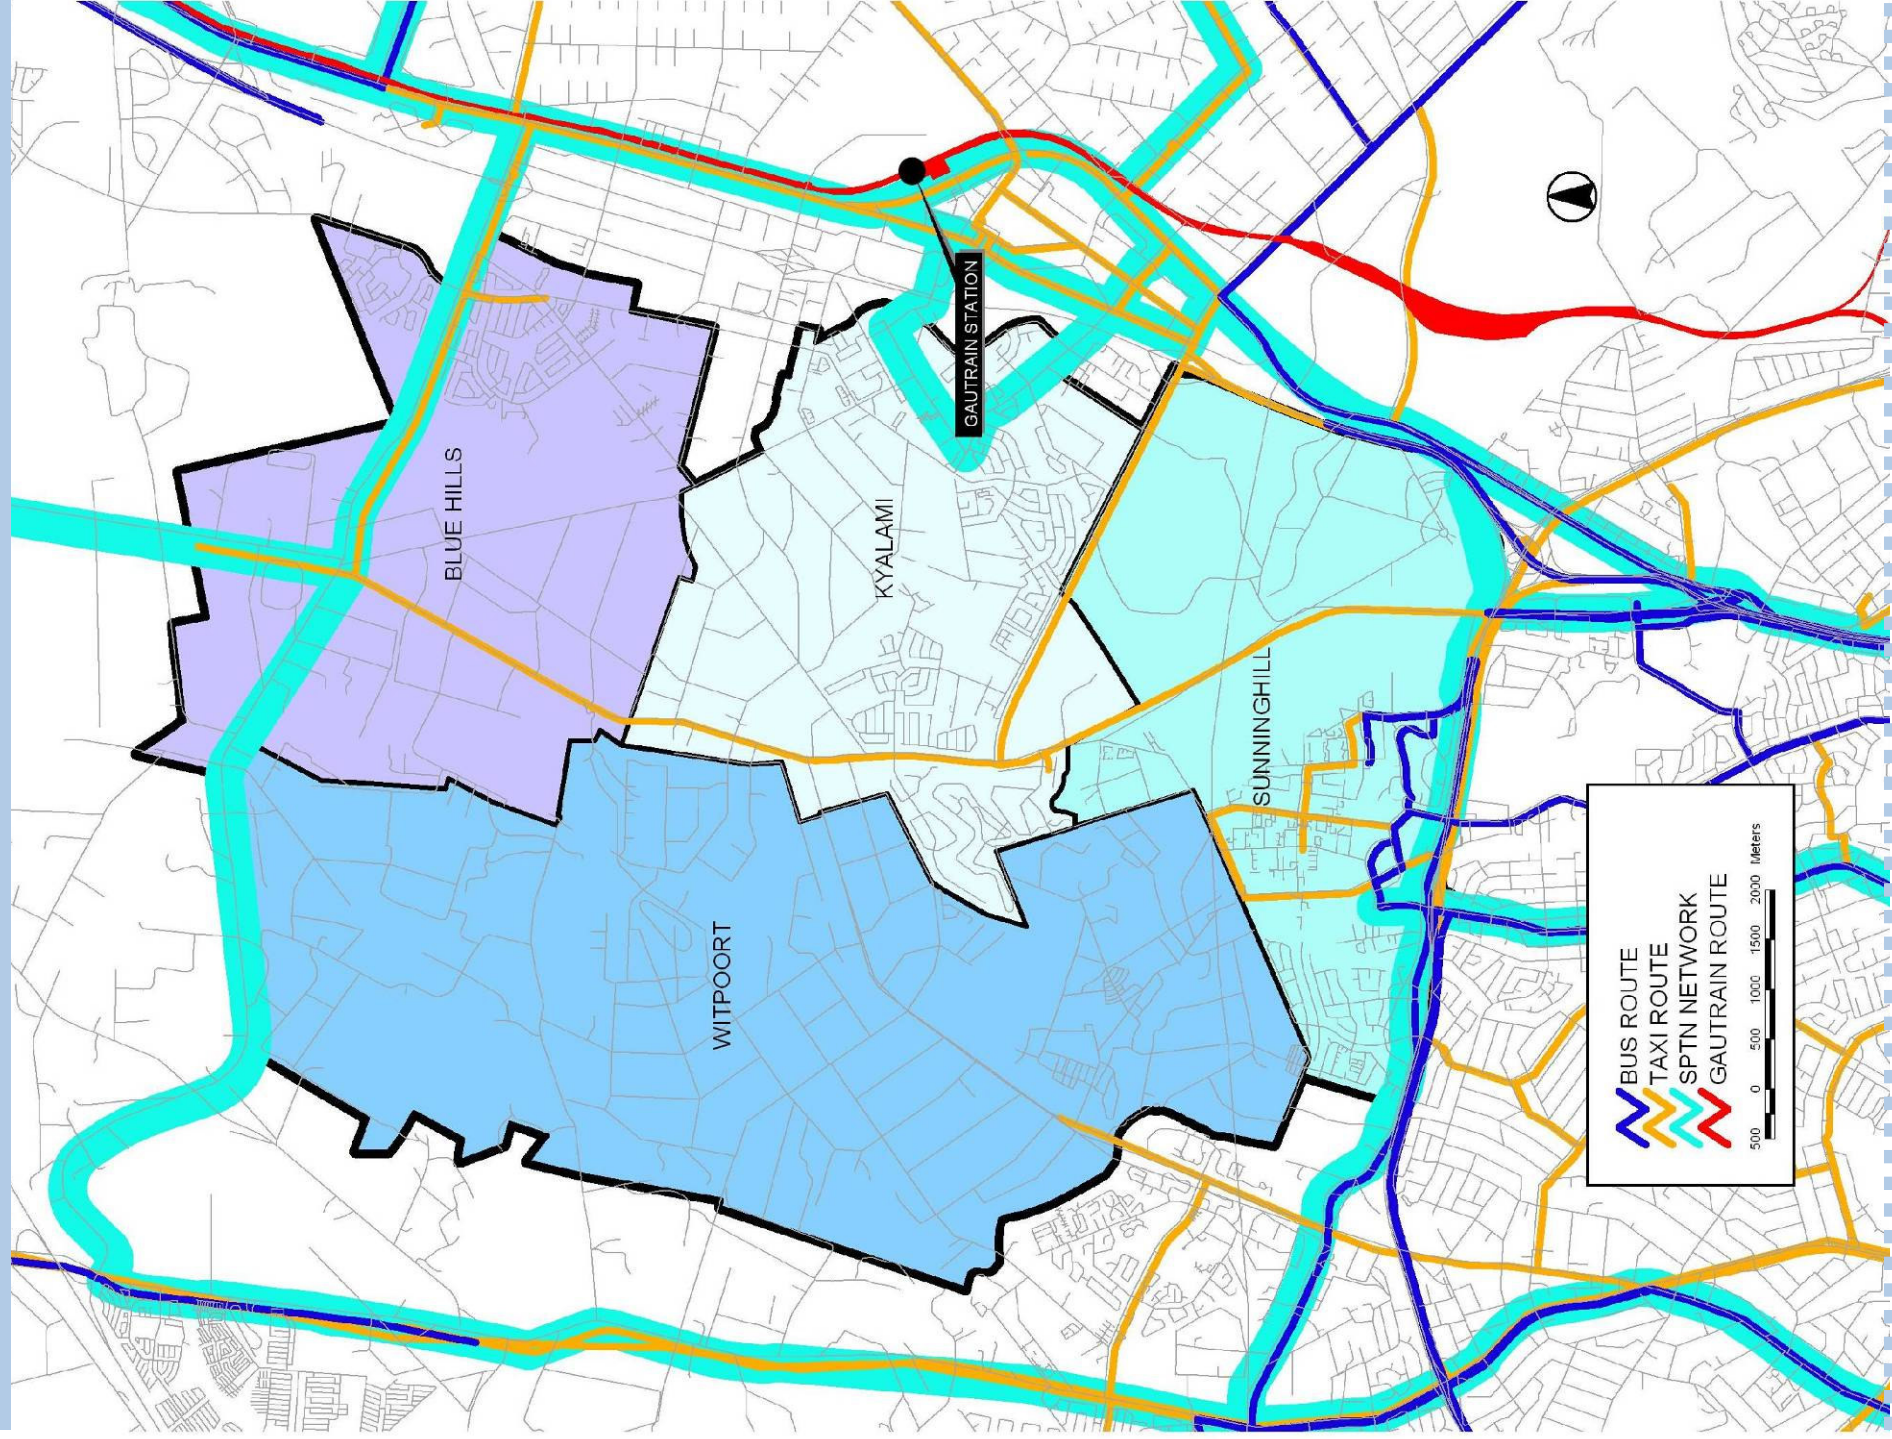 BLUE HILLS
KYALAMI
GAUTRAIN STATION
WITPOORT
SUNNINGHILL
BUS ROUTE
TAXI ROUTE
SPTN NETWORK
GAUTRAIN ROUTE
500 0 500 1000 1500 2000 Meters